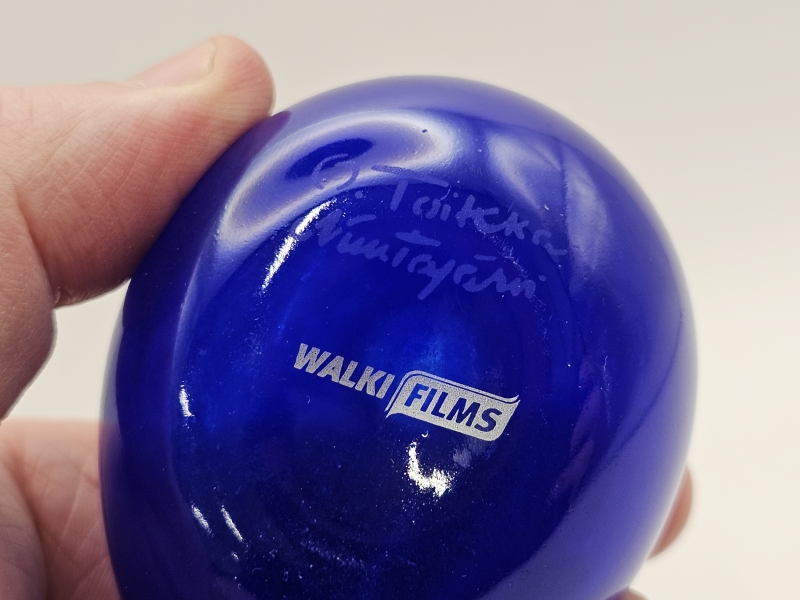 O. Toikka
Nuutajärvi
WALKI FILMS